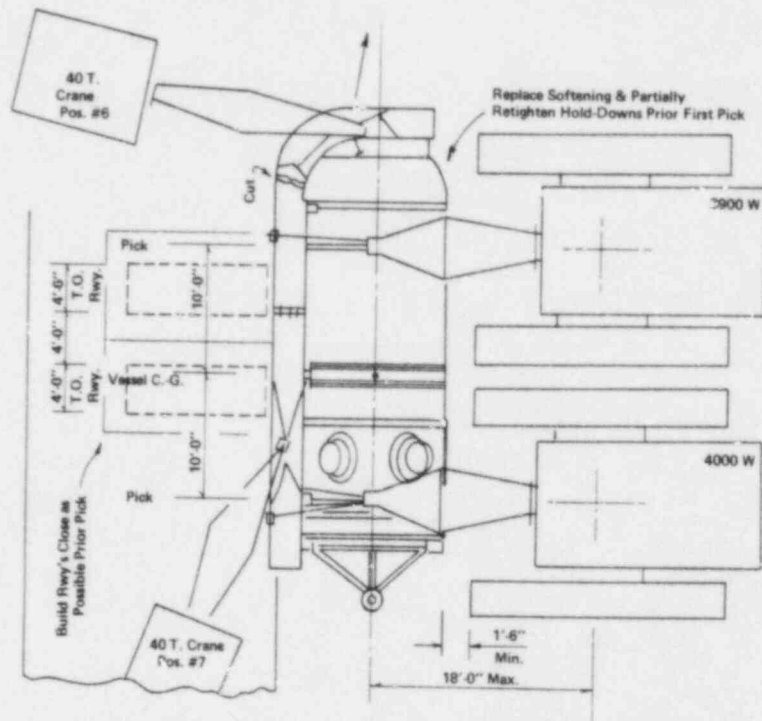 40 T.
Crane
Pos. #6
Replace Softening & Partially
Retighten Hold-Downs Prior First Pick
3900 W
Cut
Pick
4'-0"
T.O.
Rwy.
10'-0"
4'-0"
4'-0"
T.O.
Rwy.
Vessel C.-G.
10'-0"
Pick
4000 W
Build Rwy's Close as
Possible Prior Pick
40 T. Crane
Pos. #7
1'-6"
Min.
18'-0" Max.